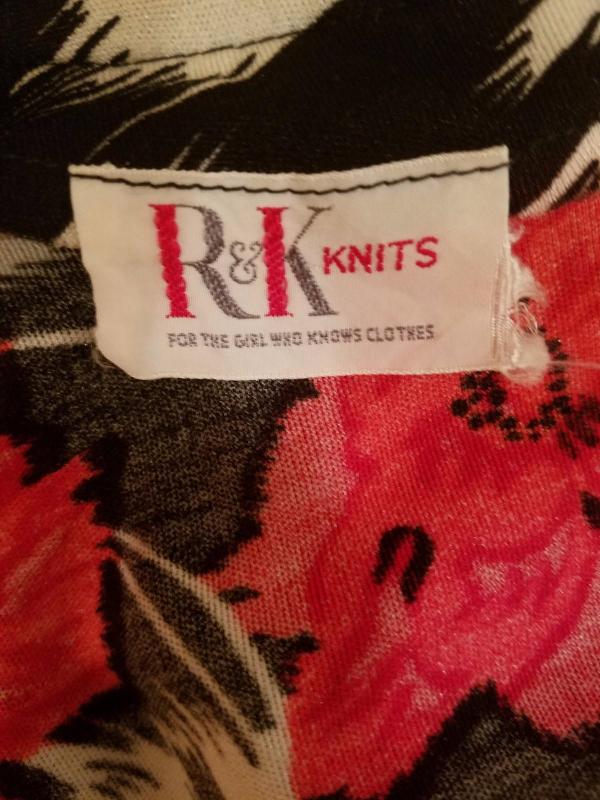 R&K KNITS
FOR THE GIRL WHO KNOWS CLOTHES